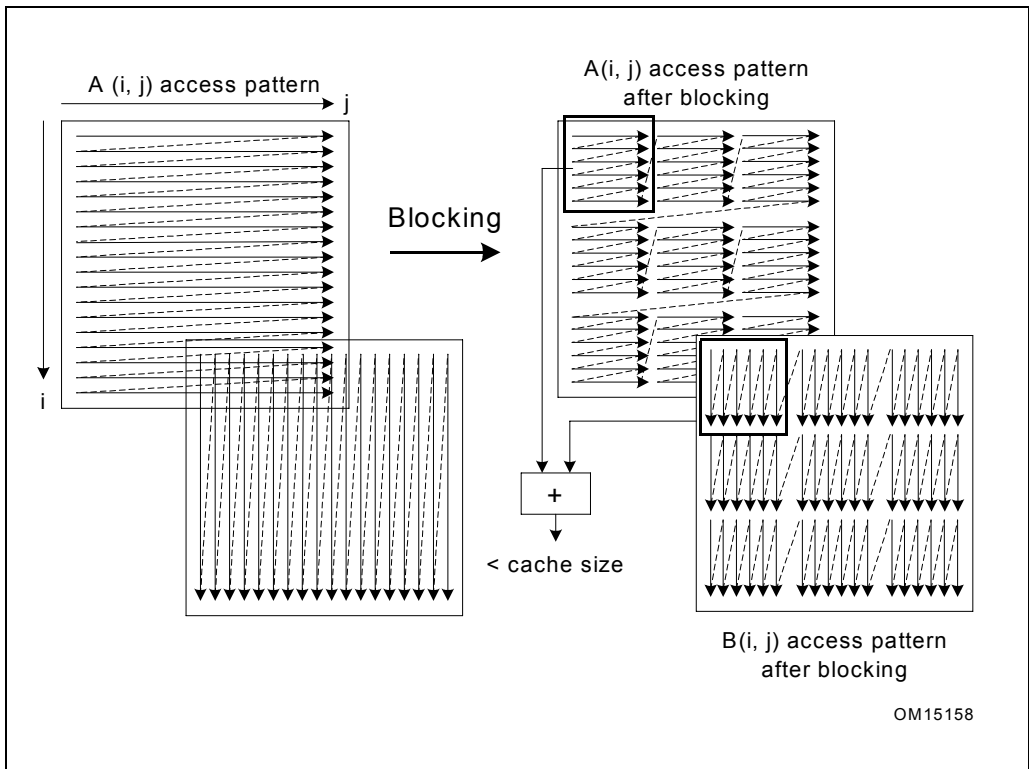 A (i, j) access pattern
j
i
Blocking
A(i, j) access pattern
after blocking
+
< cache size
B(i, j) access pattern
after blocking
OM15158